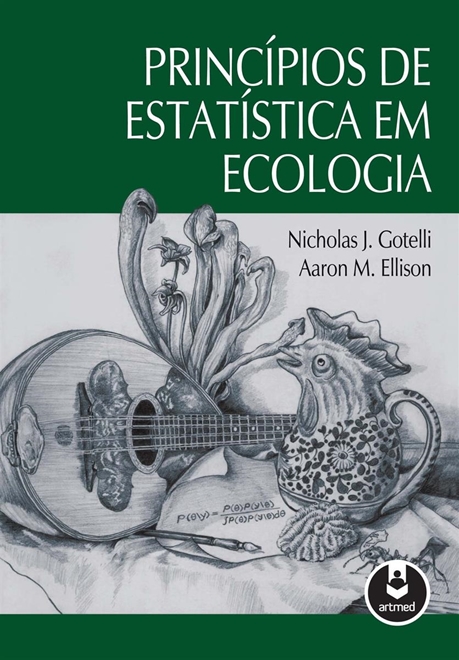 PRINCÍPIOS DE
ESTATÍSTICA EM
ECOLOGIA
Nicholas J. Gotelli
Aaron M. Ellison
P(θ|y) = P(θ)P(y|θ)
∫P(θ)P(y|θ)dθ
artmed